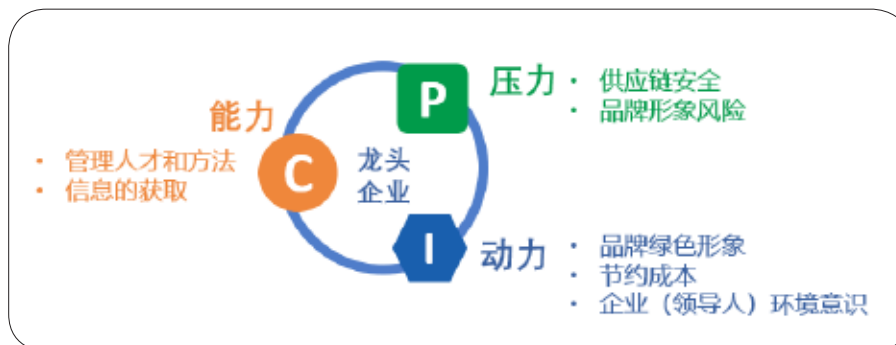 P
压力
• 供应链安全
• 品牌形象风险
能力
• 管理人才和方法
• 信息的获取
C
龙头
企业
I
动力
• 品牌绿色形象
• 节约成本
• 企业（领导人）环境意识